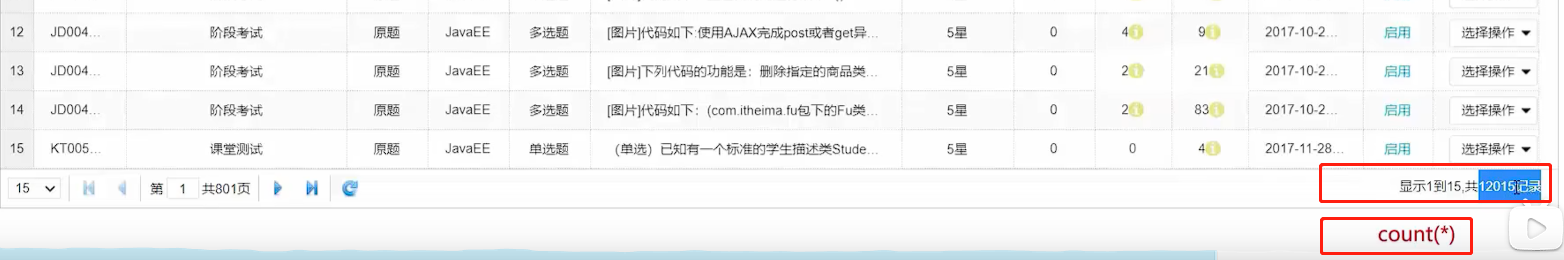 12 JD004... 阶段考试 原题 JavaEE 多选题 [图片]代码如下:使用AJAX完成post或者get异... 5星 0 4 9 2017-10-2... 启用 选择操作
13 JD004... 阶段考试 原题 JavaEE 多选题 [图片]下列代码的功能是：删除指定的商品类... 5星 0 2 21 2017-10-2... 启用 选择操作
14 JD004... 阶段考试 原题 JavaEE 多选题 [图片]代码如下：(com.itheima.fu包下的Fu类... 5星 0 2 83 2017-10-2... 启用 选择操作
15 KT005... 课堂测试 原题 JavaEE 单选题 （单选）已知有一个标准的学生描述类Stude... 5星 0 0 4 2017-11-28... 启用 选择操作
15 第 1 共801页 显示1到15,共12015记录
count(*)